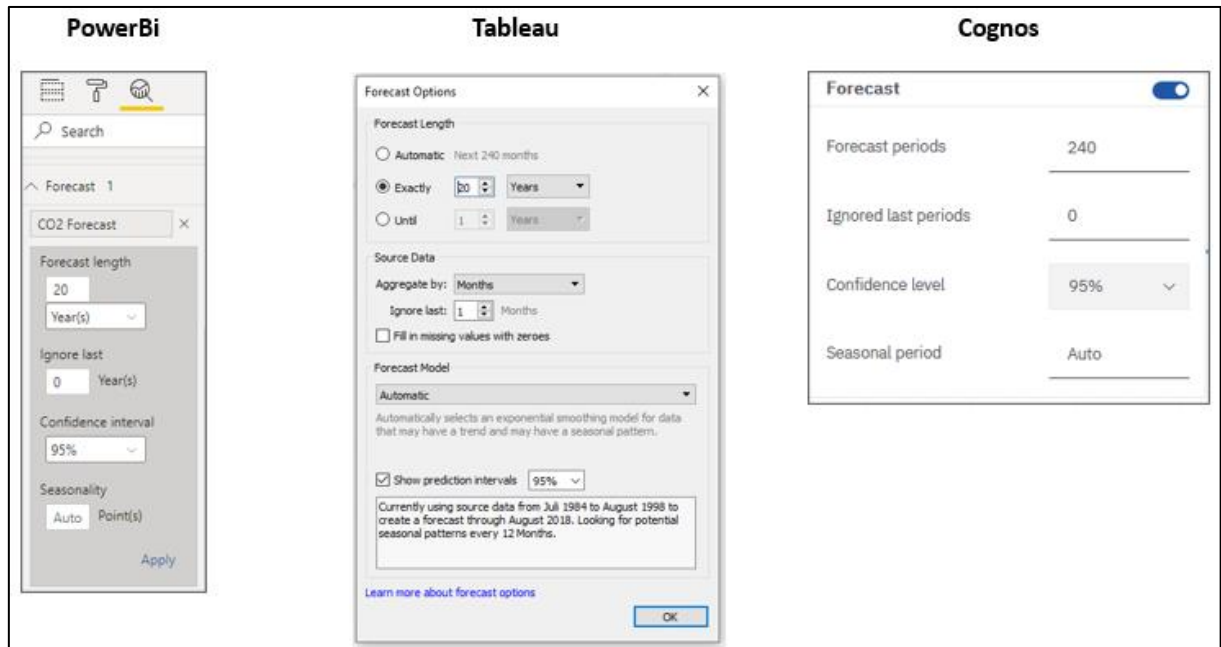 PowerBi
Tableau
Cognos
Search
Forecast 1
CO2 Forecast
Forecast length
20
Year(s)
Ignore last
0 Year(s)
Confidence interval
95%
Seasonality
Auto Point(s)
Apply
Forecast Options
Forecast Length
Automatic Next 240 months
Exactly 20 Years
Until 1 Years
Source Data
Aggregate by: Months
Ignore last: 1 Months
Fill in missing values with zeroes
Forecast Model
Automatic
Automatically selects an exponential smoothing model for data
that may have a trend and may have a seasonal pattern.
Show prediction intervals 95%
Currently using source data from Juli 1984 to August 1998 to
create a forecast through August 2018. Looking for potential
seasonal patterns every 12 Months.
Learn more about forecast options
OK
Forecast
Forecast periods 240
Ignored last periods 0
Confidence level 95%
Seasonal period Auto